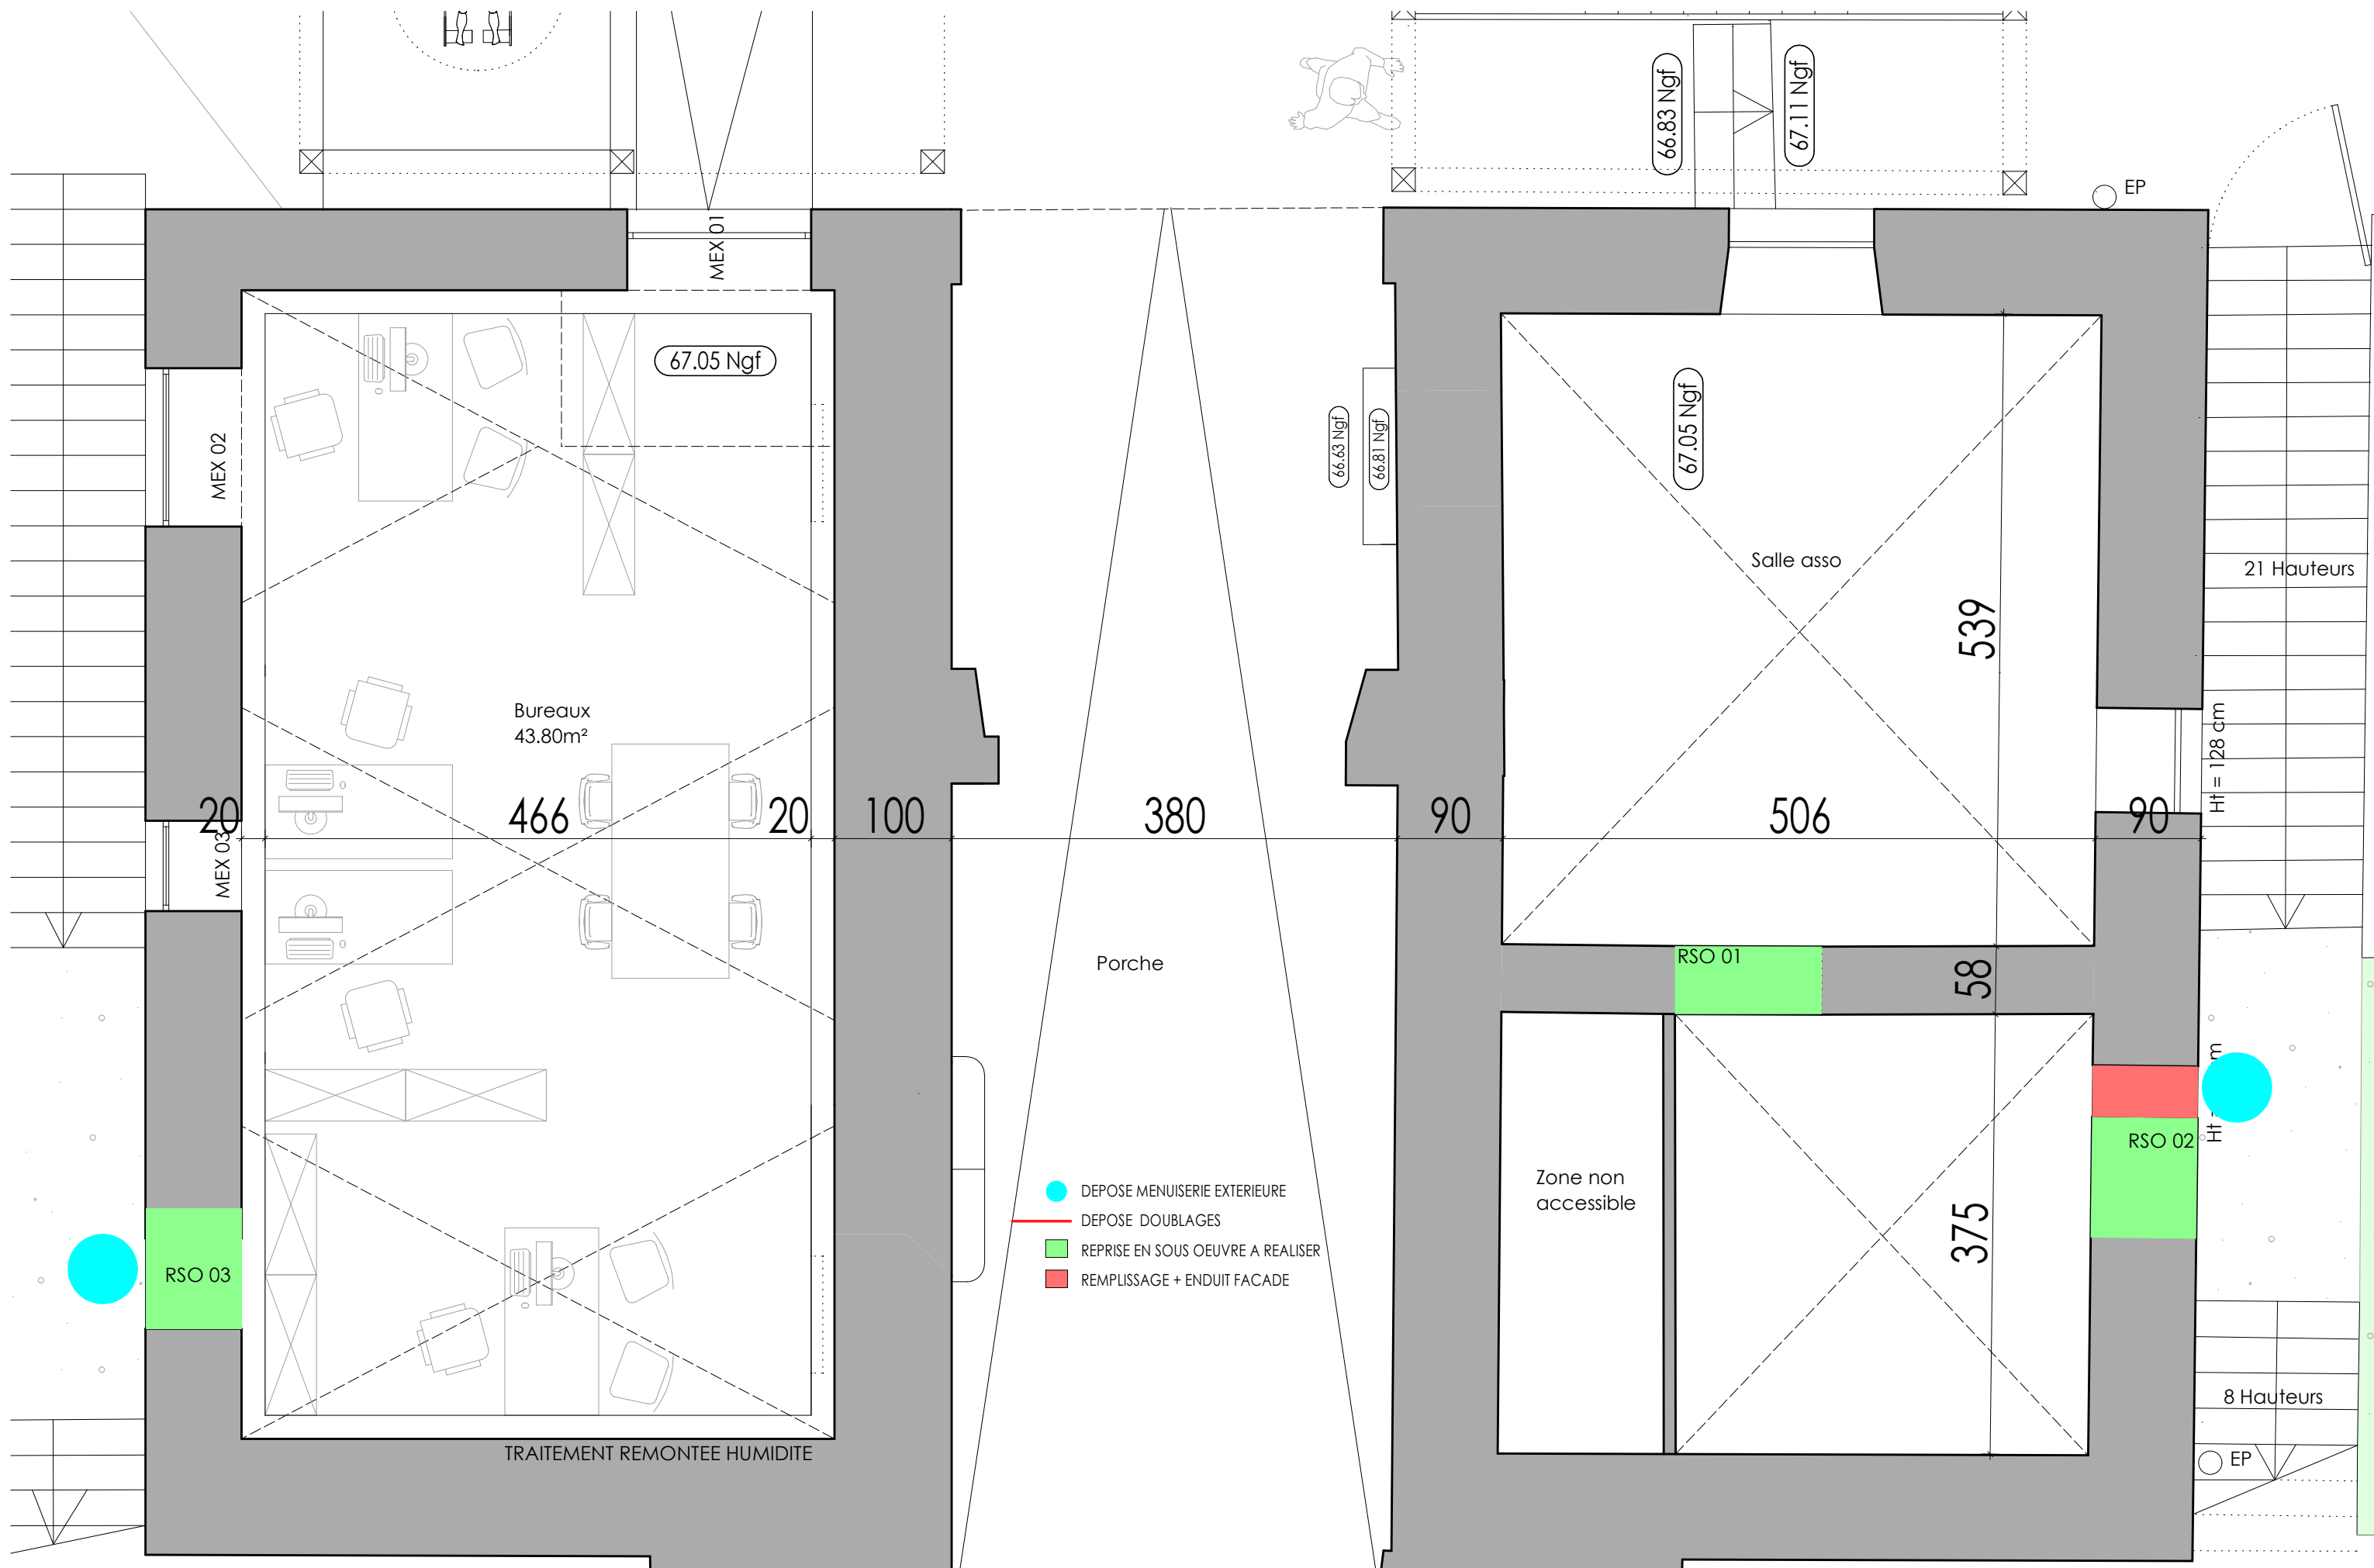 66.83 Ngf
67.11 Ngf
EP
MEX 01
67.05 Ngf
MEX 02
66.63 Ngf
66.81 Ngf
67.05 Ngf
Salle asso
21 Hauteurs
539
Bureaux
43.80m²
Ht = 128 cm
20
466
20
100
380
90
506
90
MEX 03
Porche
RSO 01
58
Ht
m
RSO 02
Zone non
accessible
375
DEPOSE MENUISERIE EXTERIEURE
DEPOSE DOUBLAGES
REPRISE EN SOUS OEUVRE A REALISER
REMPLISSAGE + ENDUIT FACADE
RSO 03
8 Hauteurs
TRAITEMENT REMONTEE HUMIDITE
EP